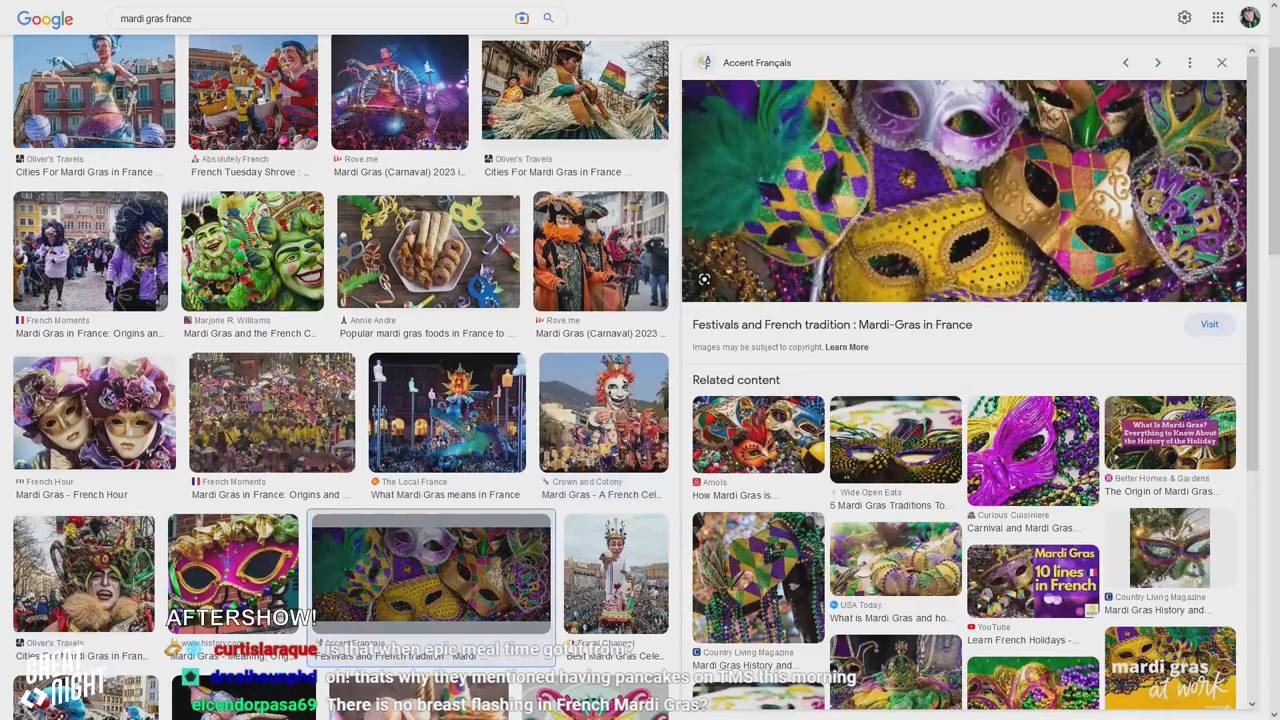 Google
mardi gras france
Oliver's Travels
Cities For Mardi Gras in France ...
Absolutely French
French Tuesday Shrove : ...
Rove.me
Mardi Gras (Carnaval) 2023 i...
Oliver's Travels
Cities For Mardi Gras in France ...
French Moments
Mardi Gras in France: Origins an...
Marjorie R. Williams
Mardi Gras and the French C...
Annie Andre
Popular mardi gras foods in France to ...
Rove.me
Mardi Gras (Carnaval) 2023 ...
French Hour
Mardi Gras - French Hour
French Moments
Mardi Gras in France: Origins and ...
The Local France
What Mardi Gras means in France
Crown and Colony
Mardi Gras - A French Cel...
Oliver's Travels
Cities For Mardi Gras in Fran...
Accent Français
Festivals and French tradition : Mardi-Gras in France
Visit
Images may be subject to copyright. Learn More
Related content
Amols
How Mardi Gras is...
Wide Open Eats
5 Mardi Gras Traditions To...
Curious Cuisiniere
Carnival and Mardi Gras...
What Is Mardi Gras?
Everything to Know About
the History of the Holiday
Better Homes & Gardens
The Origin of Mardi Gras...
USA Today
What is Mardi Gras and ho...
Mardi Gras
10 lines
in French
YouTube
Learn French Holidays - ...
Country Living Magazine
Mardi Gras History and...
Country Living Magazine
Mardi Gras History and...
mardi gras
at work
AFTERSHOW!
GREAT
NIGHT
curtislaraque is that when epic meal time got it from?
drcalhounphd oh! thats why they mentioned having pancakes on TMS this morning
elcondorpasa69 There is no breast flashing in French Mardi Gras?